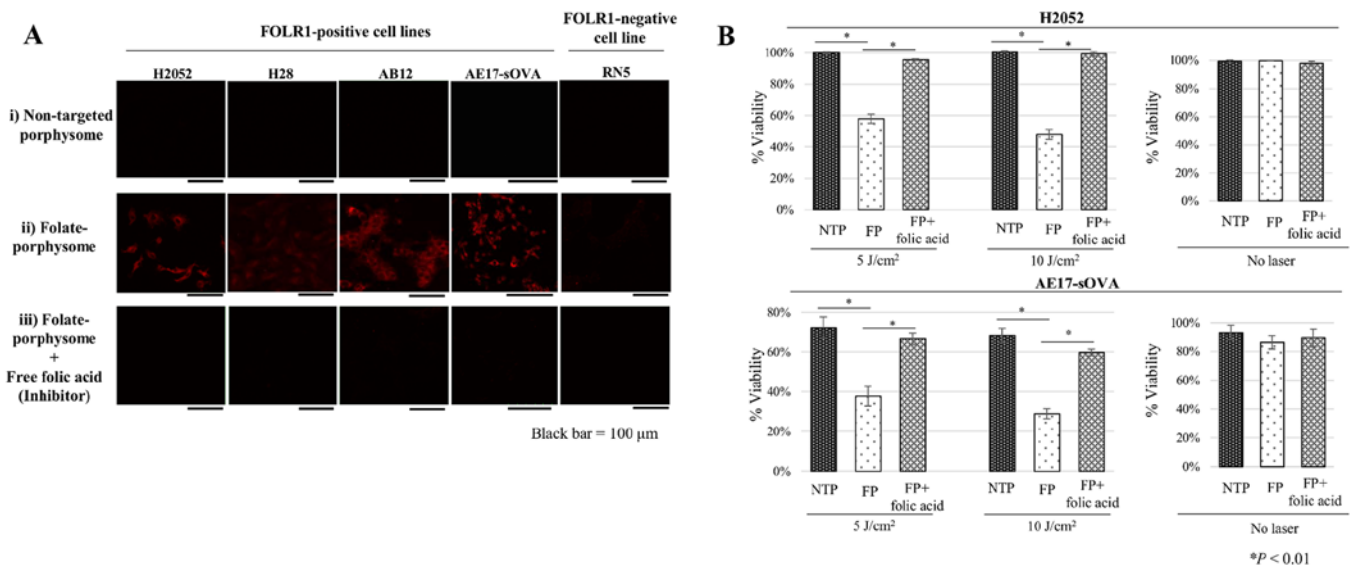 A
FOLR1-positive cell lines
FOLR1-negative
cell line
H2052
H28
AB12
AE17-sOVA
RN5
i) Non-targeted
porphysome
ii) Folate-
porphysome
iii) Folate-
porphysome
+
Free folic acid
(Inhibitor)
Black bar = 100 μm
B
H2052
% Viability
100%
80%
60%
40%
20%
0%
*
*
NTP
FP
FP+
folic acid
5 J/cm²
*
*
NTP
FP
FP+
folic acid
10 J/cm²
% Viability
100%
80%
60%
40%
20%
0%
NTP
FP
FP+
folic acid
No laser
AE17-sOVA
% Viability
80%
60%
40%
20%
0%
*
*
NTP
FP
FP+
folic acid
5 J/cm²
*
*
NTP
FP
FP+
folic acid
10 J/cm²
% Viability
100%
80%
60%
40%
20%
0%
NTP
FP
FP+
folic acid
No laser
*P < 0.01